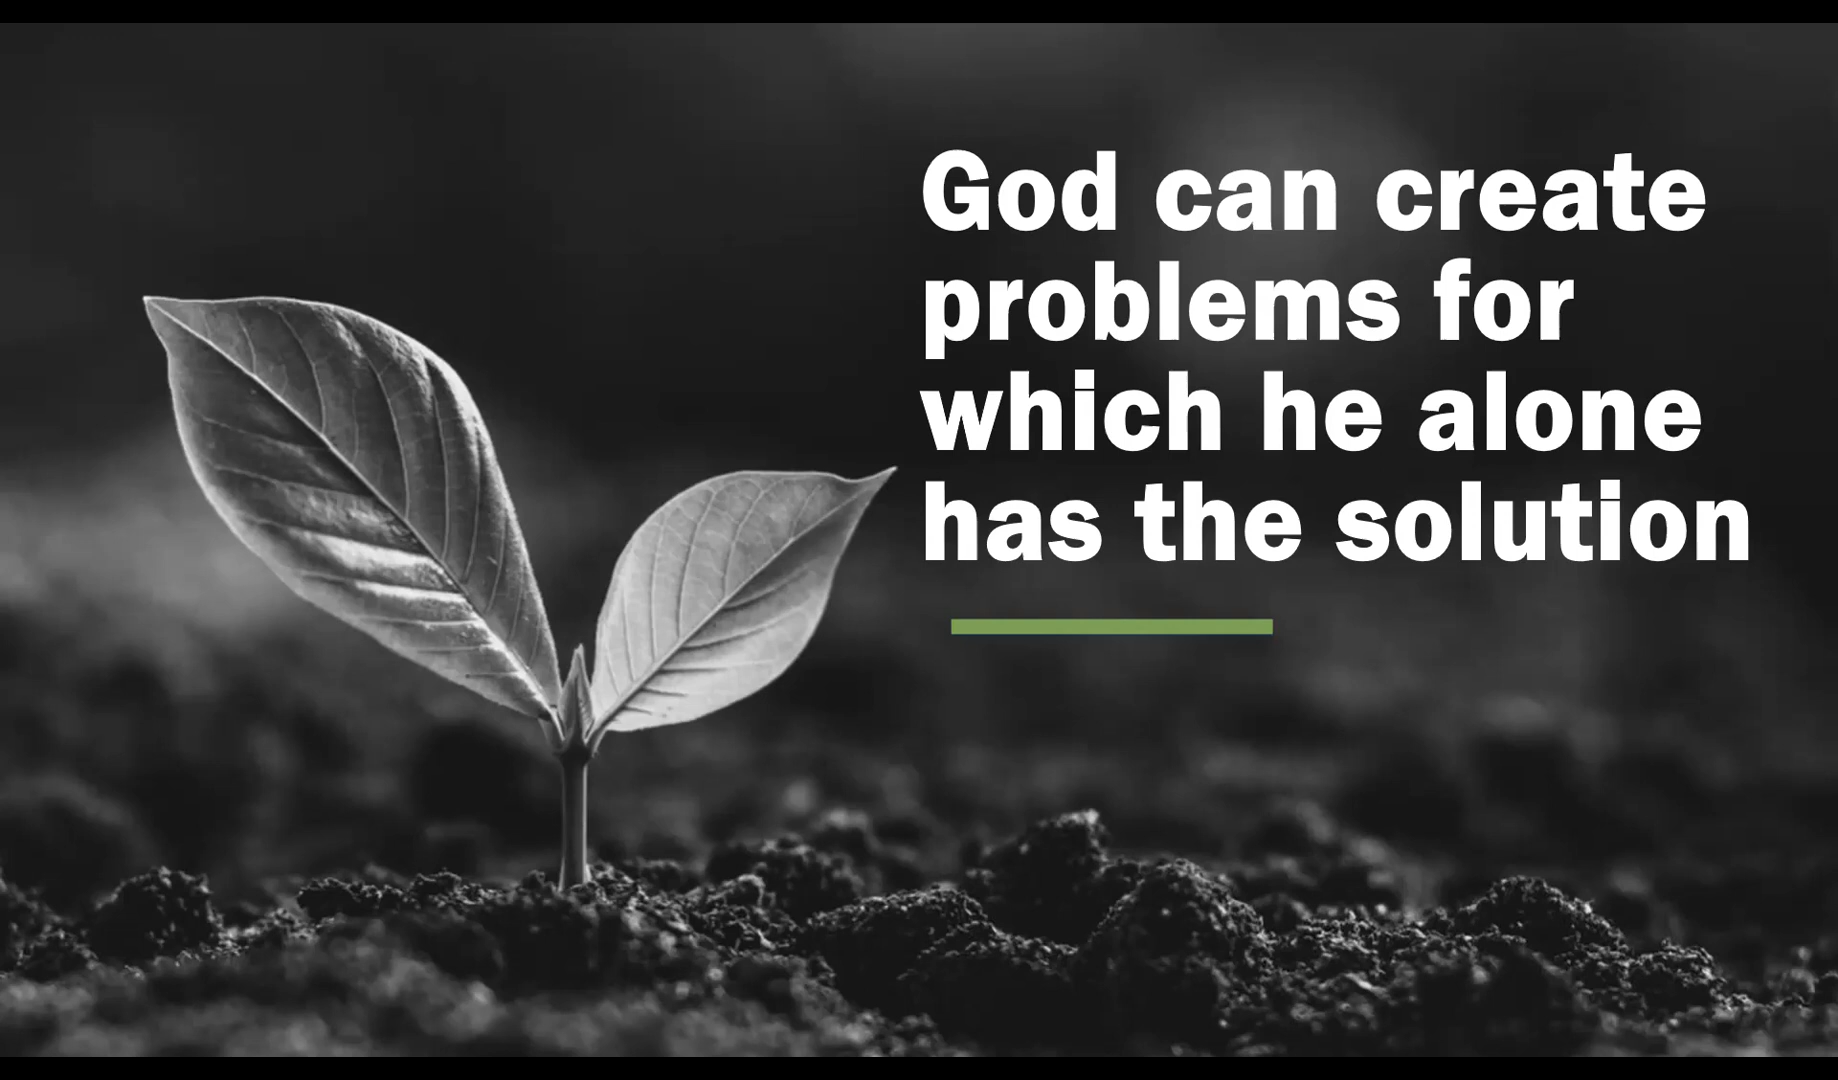 God can create
problems for
which he alone
has the solution